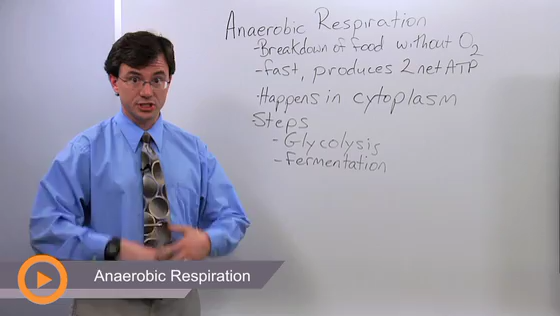 Anaerobic Respiration
-Breakdown of food without O2
-fast, produces 2 net ATP
·Happens in cytoplasm
·Steps
-Glycolysis
-Fermentation
Anaerobic Respiration